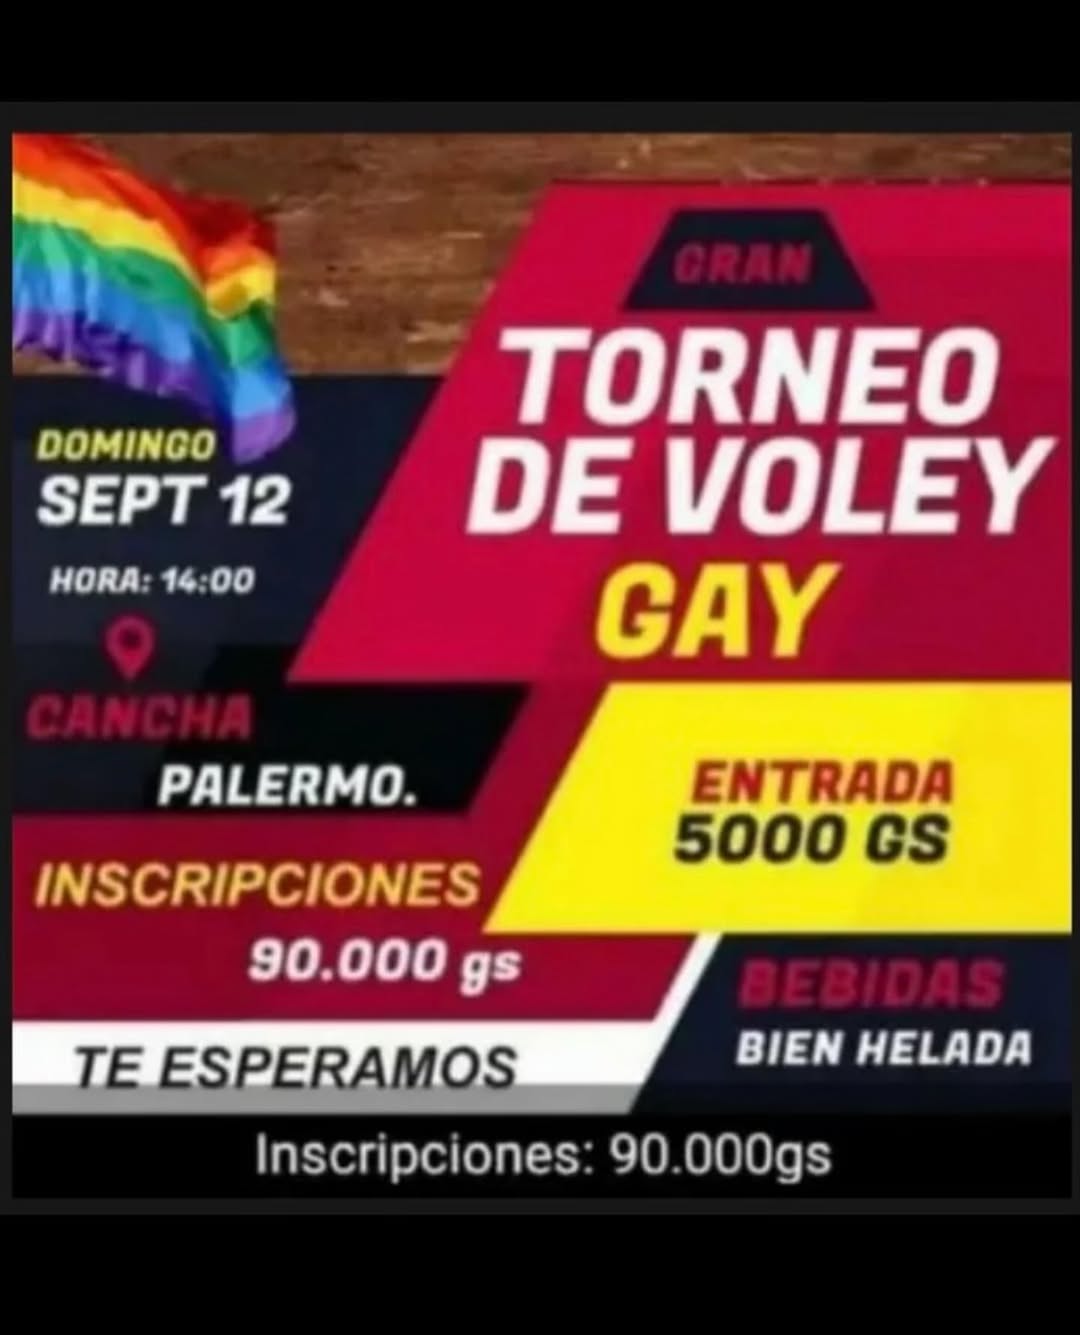 GRAN
TORNEO
DE VOLEY
GAY
DOMINGO
SEPT 12
HORA: 14:00
CANCHA
PALERMO.
ENTRADA
5000 GS
INSCRIPCIONES
90.000 gs
BEBIDAS
BIEN HELADA
TE ESPERAMOS
Inscripciones: 90.000gs